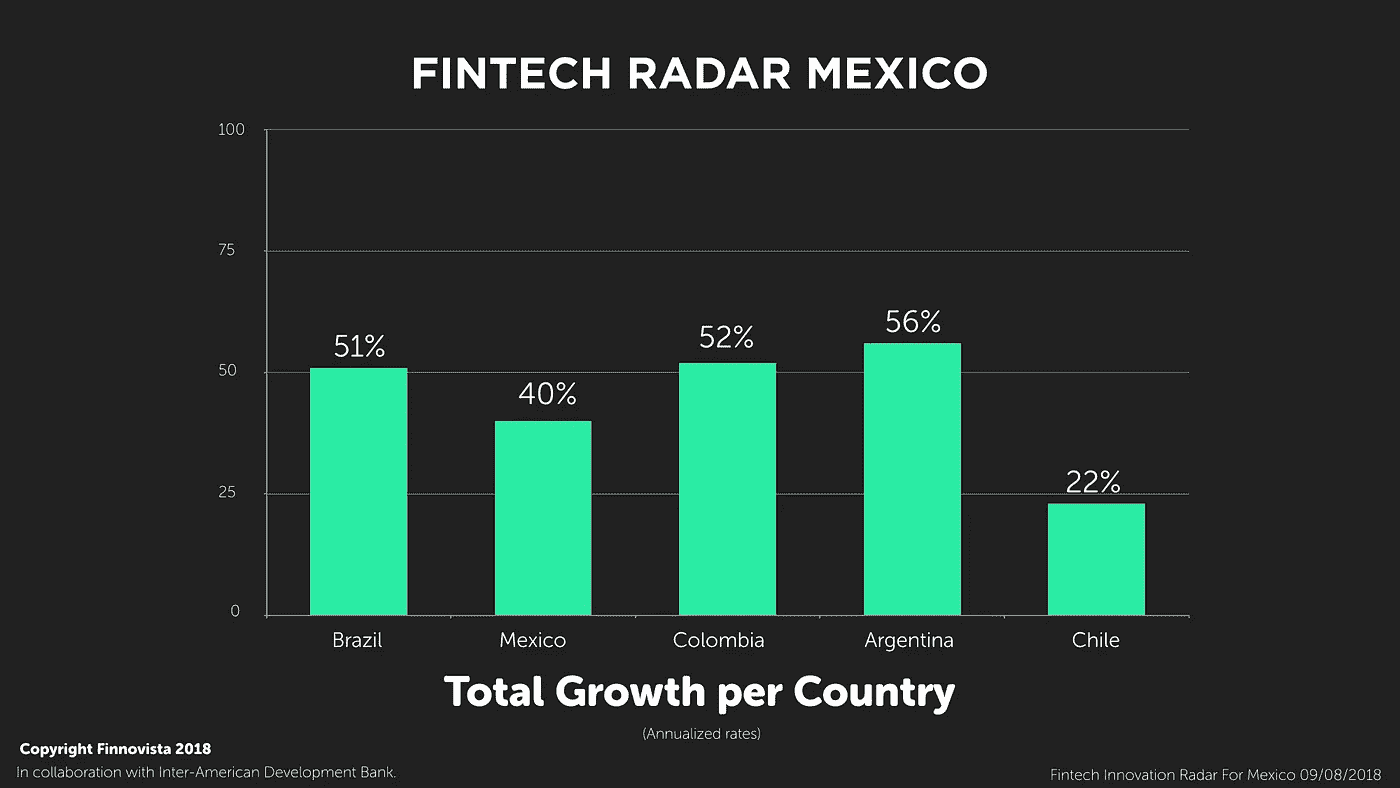 FINTECH RADAR MEXICO
100
75
50
25
0
51%
40%
52%
56%
22%
Brazil Mexico Colombia Argentina Chile
Total Growth per Country
(Annualized rates)
Copyright Finnovista 2018
In collaboration with Inter-American Development Bank.
Fintech Innovation Radar For Mexico 09/08/2018